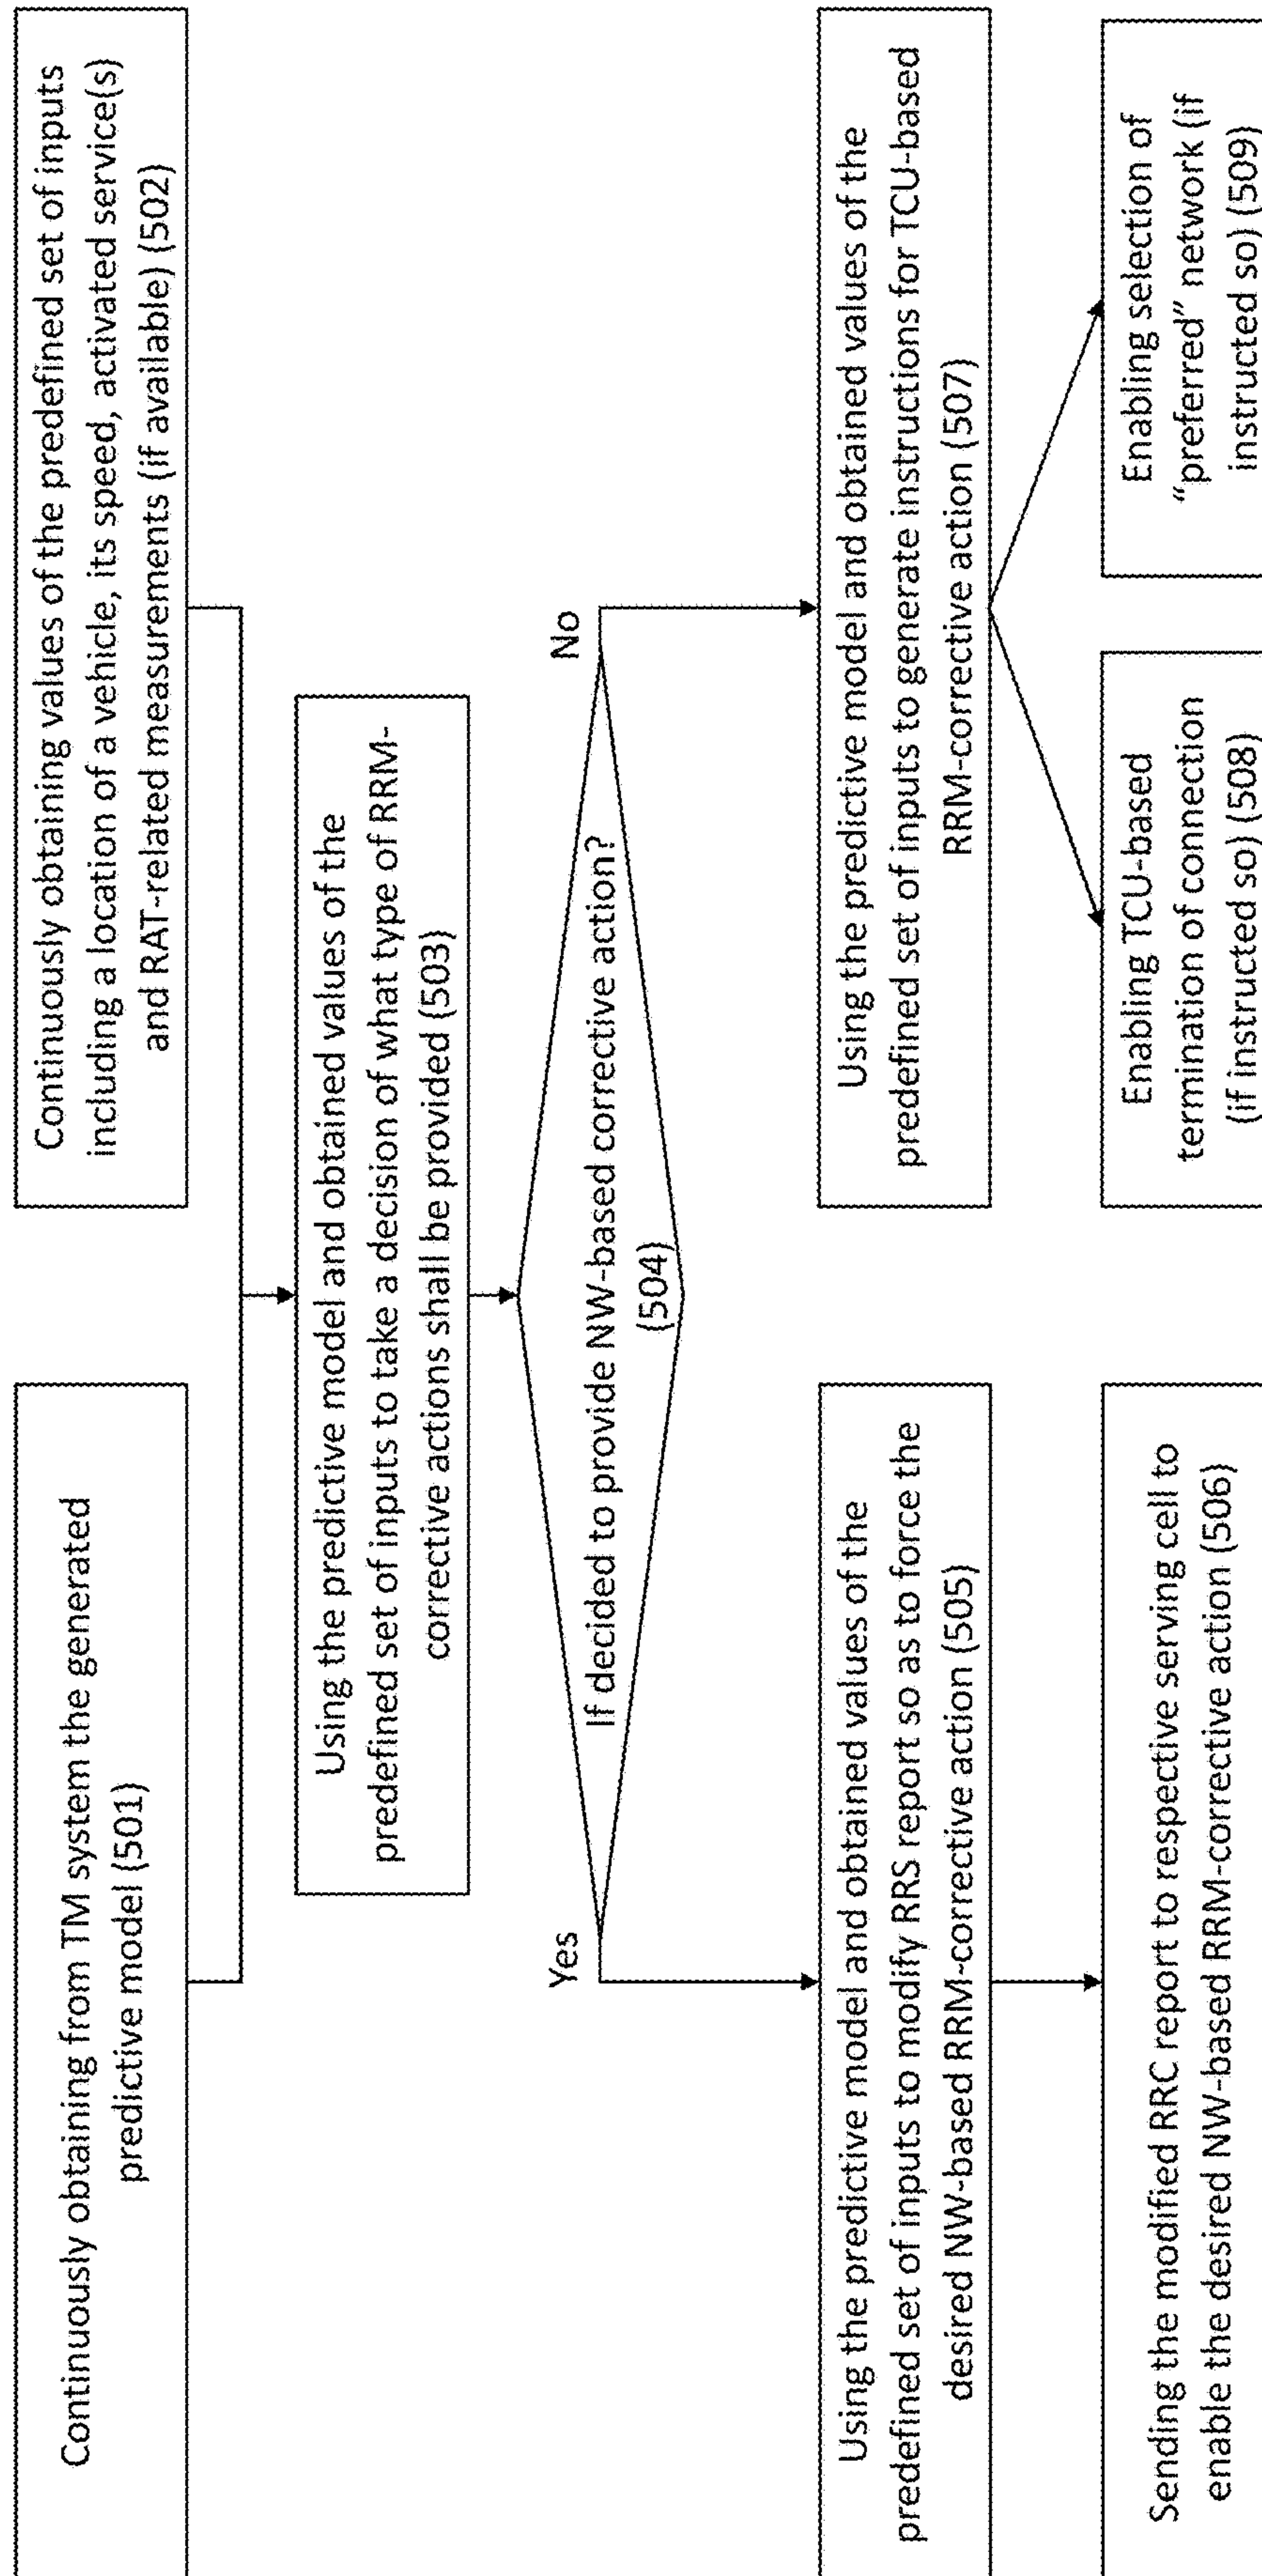 Continuously obtaining from TM system the generated
predictive model (501)
Continuously obtaining values of the predefined set of inputs
including a location of a vehicle, its speed, activated service(s)
and RAT-related measurements (if available) (502)
Using the predictive model and obtained values of the
predefined set of inputs to take a decision of what type of RRM-
corrective actions shall be provided (503)
Yes
If decided to provide NW-based corrective action?
(504)
No
Using the predictive model and obtained values of the
predefined set of inputs to modify RRS report so as to force the
desired NW-based RRM-corrective action (505)
Using the predictive model and obtained values of the
predefined set of inputs to generate instructions for TCU-based
RRM-corrective action (507)
Sending the modified RRC report to respective serving cell to
enable the desired NW-based RRM-corrective action (506)
Enabling TCU-based
termination of connection
(if instructed so) (508)
Enabling selection of
"preferred" network (if
instructed so) (509)